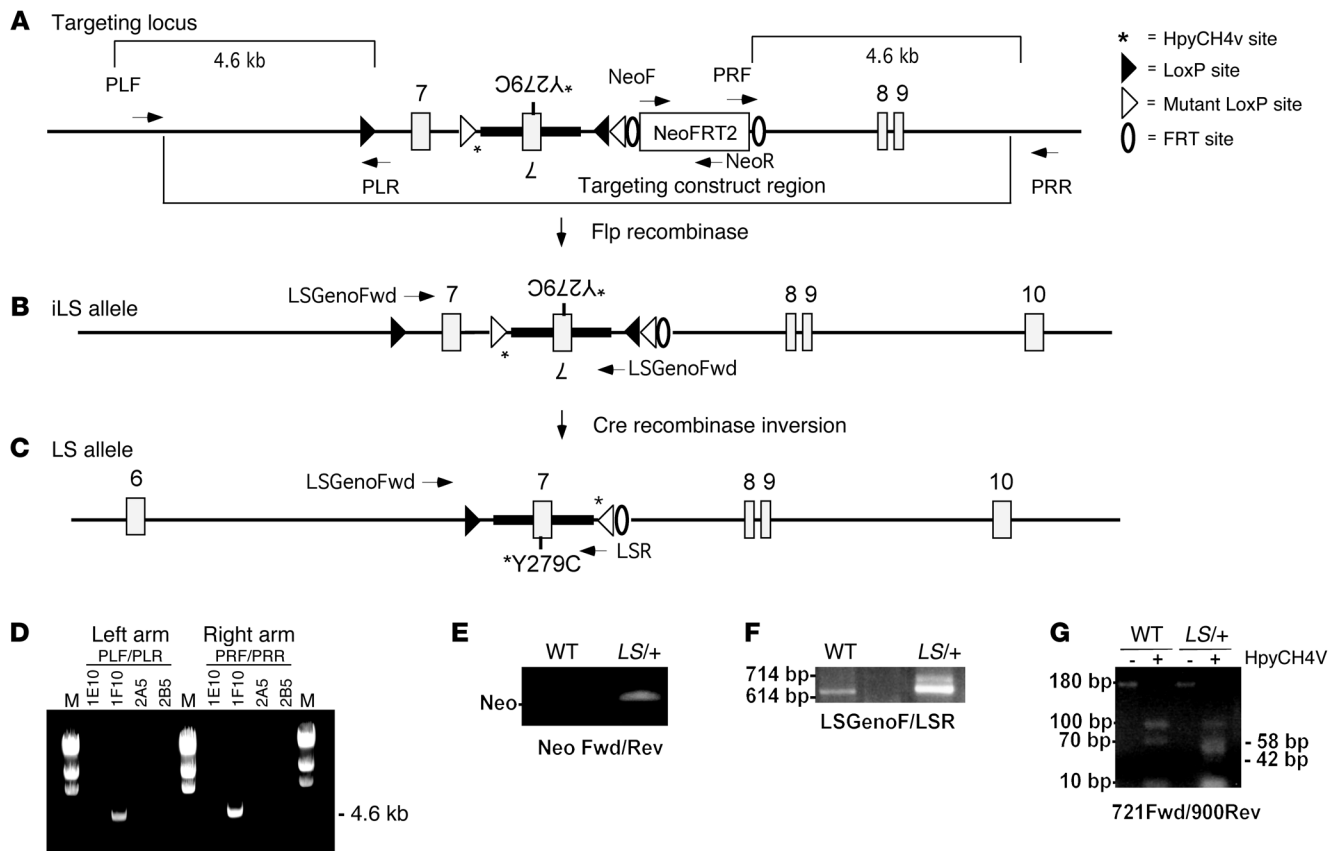 A Targeting locus
4.6 kb
4.6 kb
* = HpyCH4v site
= LoxP site
= Mutant LoxP site
= FRT site
PLF
7
*Y279C
NeoF
PRF
8 9
NeoFRT2
7
PLR
NeoR
PRR
*
Targeting construct region
Flp recombinase
B iLS allele
LSGenoFwd
7
*Y279C
8 9
10
*
7
LSGenoFwd
Cre recombinase inversion
C LS allele
6
LSGenoFwd
7
*
8 9
10
LSR
*Y279C
D
Left arm
Right arm
PLF/PLR
PRF/PRR
M
1E10
1F10
2A5
2B5
M
1E10
1F10
2A5
2B5
M
- 4.6 kb
E
WT
LS/+
Neo-
Neo Fwd/Rev
F
WT
LS/+
714 bp-
614 bp-
LSGenoF/LSR
G
WT
LS/+
- + - + HpyCH4V
180 bp-
100 bp-
70 bp-
10 bp-
- 58 bp
- 42 bp
721Fwd/900Rev